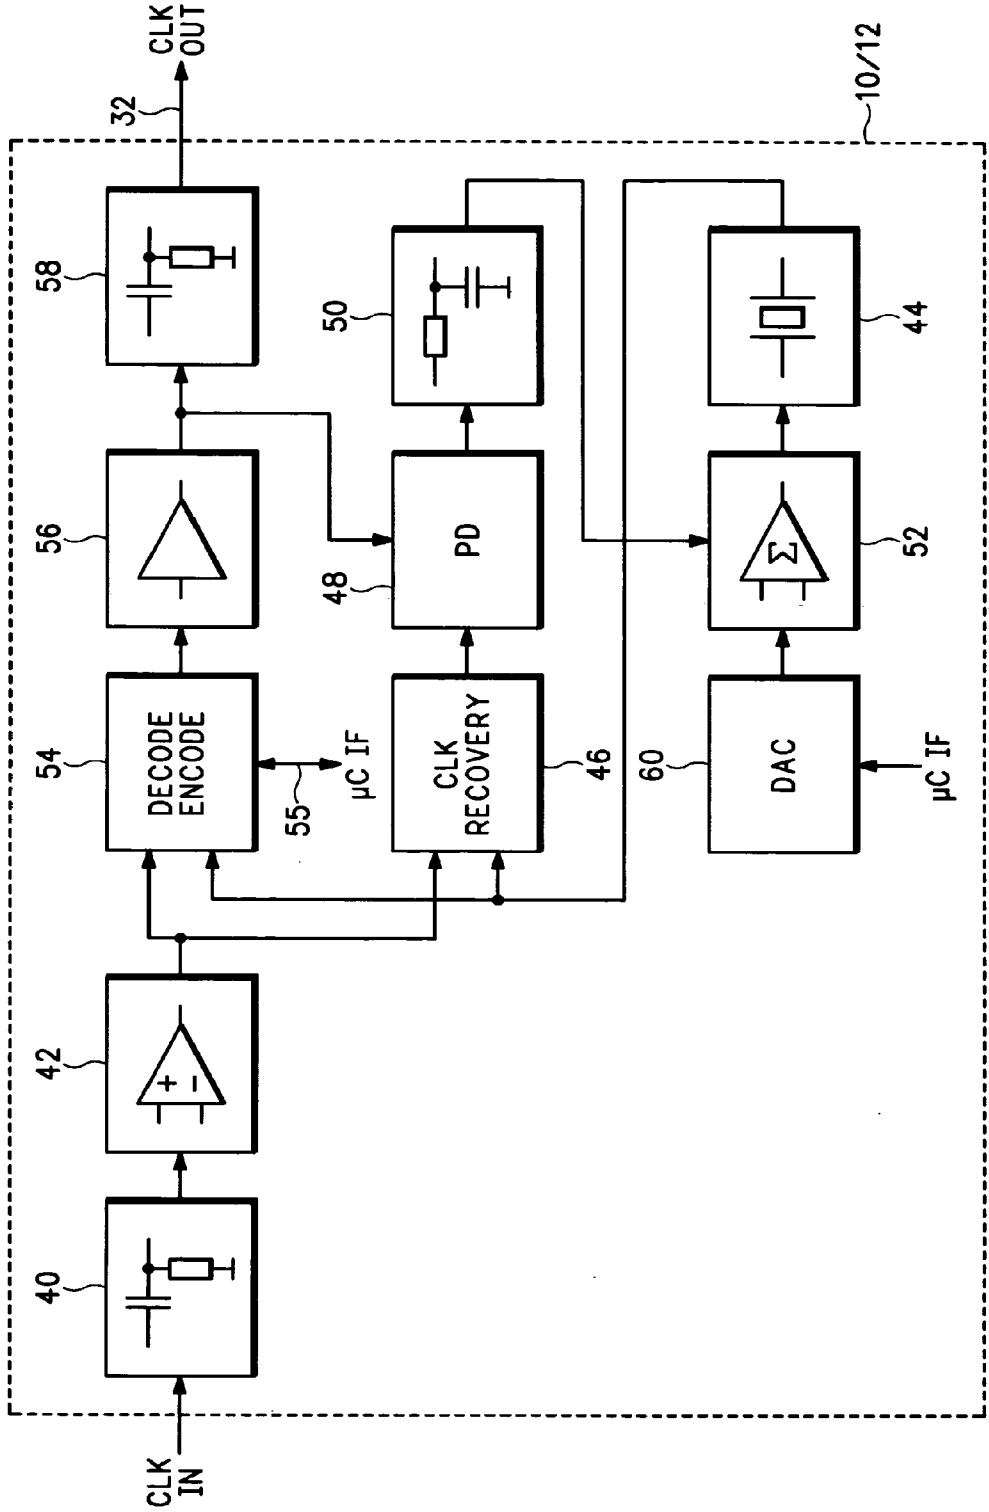 CLK
IN
40
42
54
DECODE
ENCODE
55
µC IF
56
58
32
CLK
OUT
CLK
RECOVERY
46
48
PD
50
60
DAC
µC IF
52
Σ
44
10/12
+
−